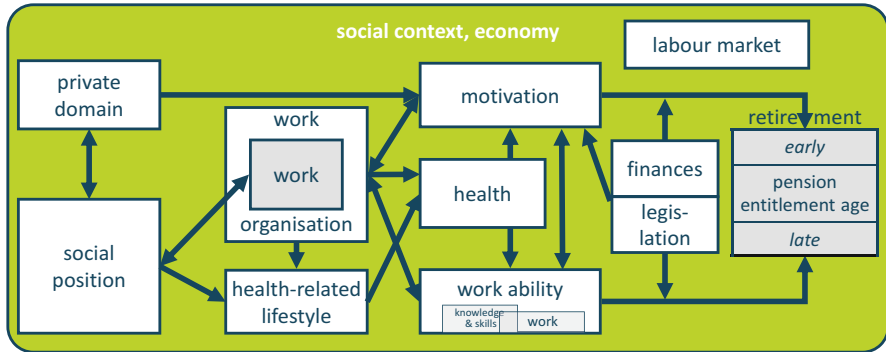 social context, economy
labour market
private
domain
motivation
work
work
organisation
retirement
early
pension
entitlement age
late
finances
legis-
lation
health
social
position
health-related
lifestyle
work ability
knowledge
& skills
work